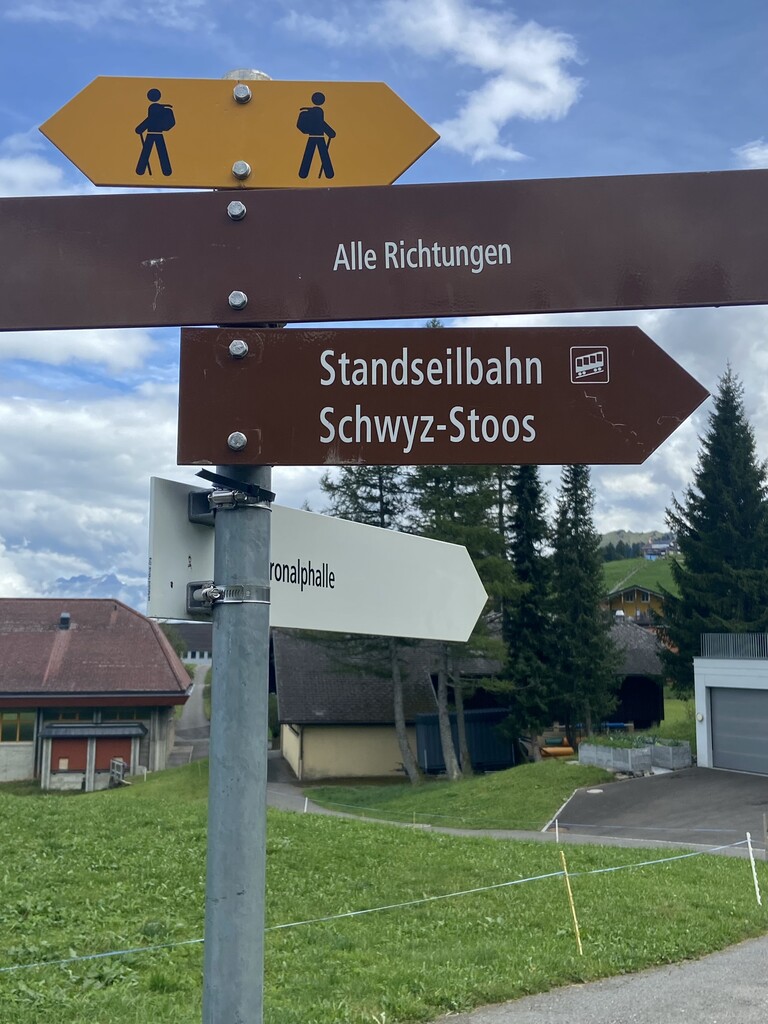 Alle Richtungen
Standseilbahn
Schwyz-Stoos
ronalphalle